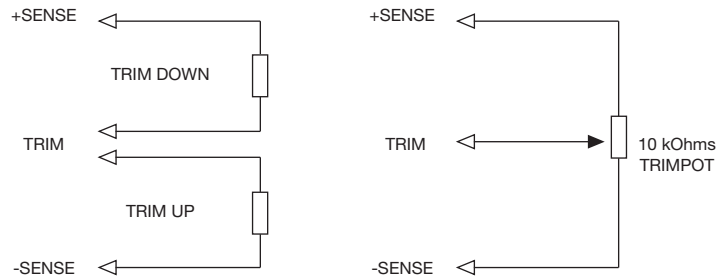 +SENSE
TRIM DOWN
TRIM
TRIM UP
-SENSE
+SENSE
TRIM
10 kOhms
TRIMPOT
-SENSE